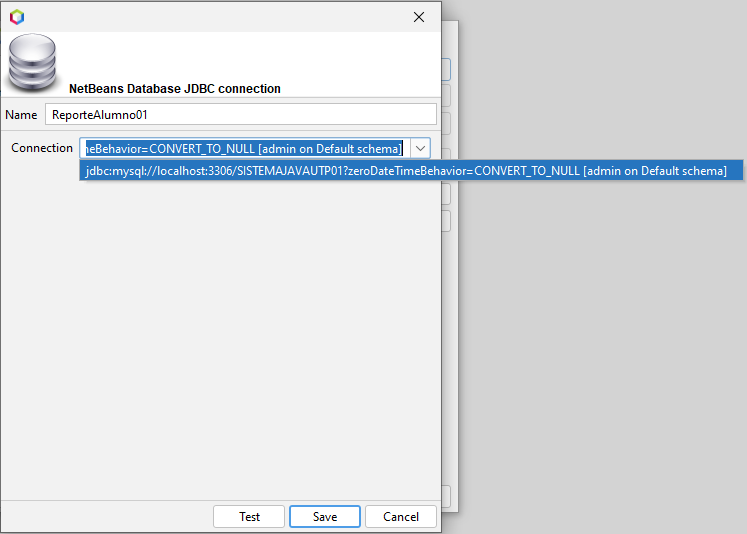 NetBeans Database JDBC connection
Name ReporteAlumno01
Connection meBehavior=CONVERT_TO_NULL [admin on Default schema]
jdbc:mysql://localhost:3306/SISTEMAJAVAUTP01?zeroDateTimeBehavior=CONVERT_TO_NULL [admin on Default schema]
Test Save Cancel